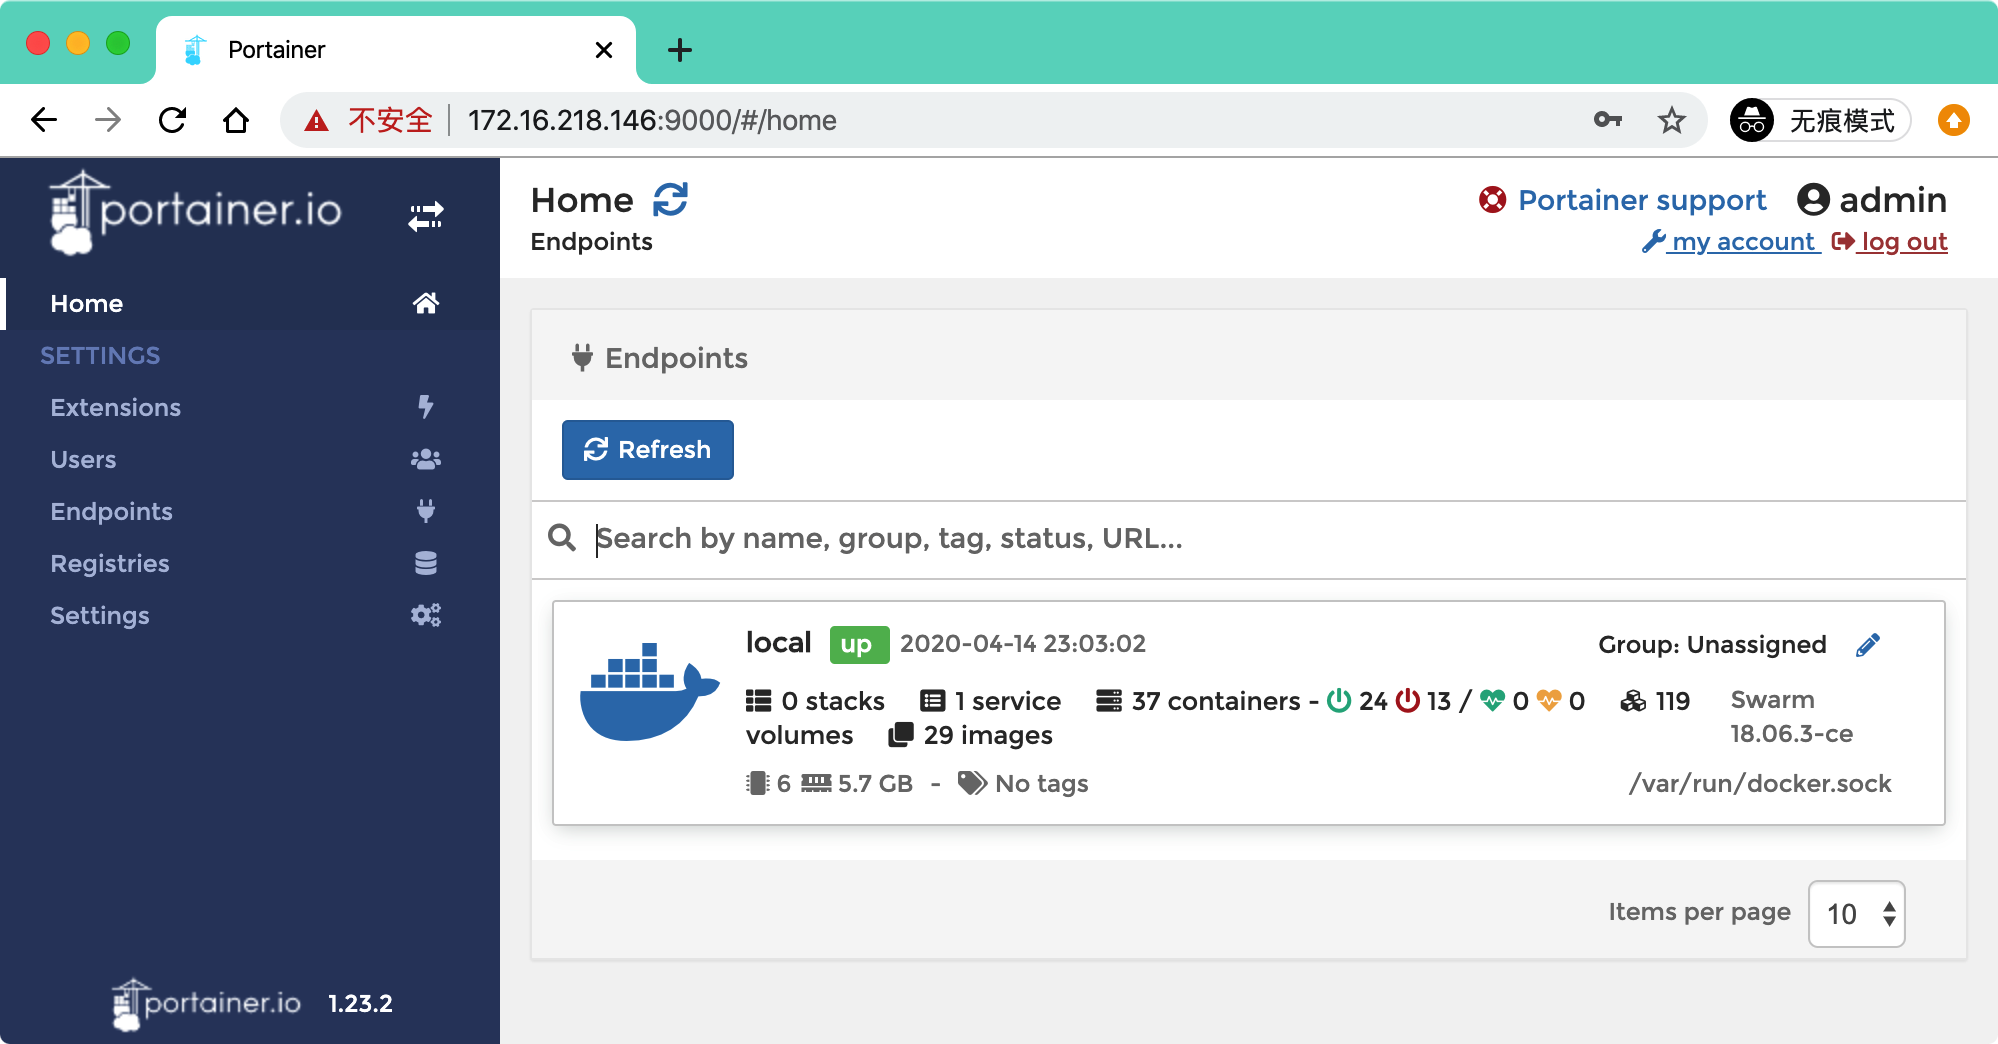 Portainer
不安全 172.16.218.146:9000/#/home 无痕模式
portainer.io
Home
SETTINGS
Extensions
Users
Endpoints
Registries
Settings
portainer.io 1.23.2
Home
Endpoints
Portainer support admin
my account log out
Endpoints
Refresh
Search by name, group, tag, status, URL...
local up 2020-04-14 23:03:02 Group: Unassigned
0 stacks 1 service 37 containers - 24 13 / 0 0 119 Swarm
volumes 29 images 18.06.3-ce
6 5.7 GB - No tags /var/run/docker.sock
Items per page 10